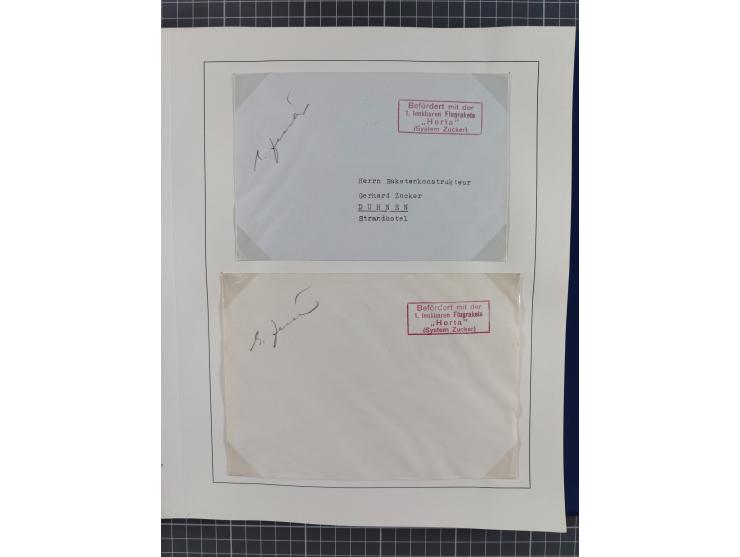 Befördert mit der
1. lenkbaren Flugrakete
„Herta"
(System Zucker)
Herrn Raketenkonstrukteur
Gerhard Zucker
D U H N E N
Strandhotel
Befördert mit der
1. lenkbaren Flugrakete
„Herta"
(System Zucker)